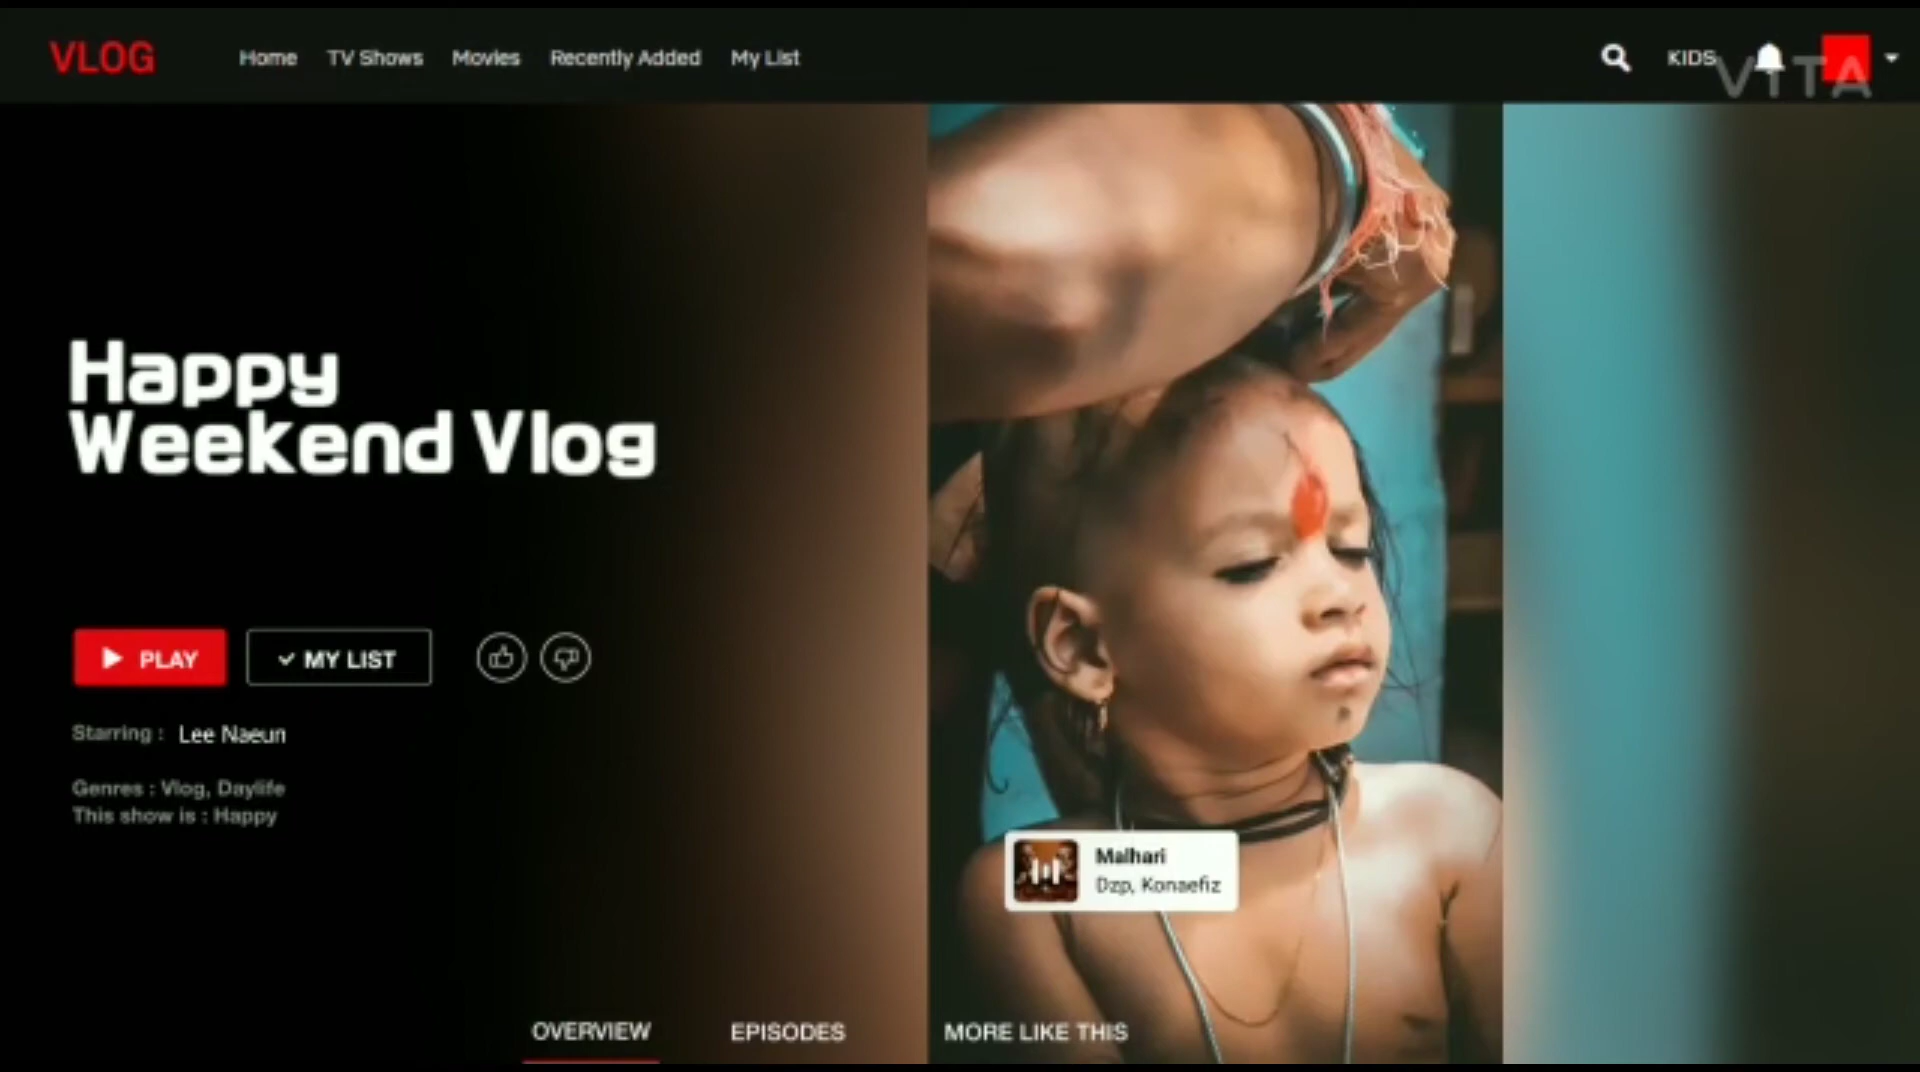 VLOG
Home
TV Shows
Movies
Recently Added
My List
KIDS
VITA
Happy
Weekend Vlog
PLAY
MY LIST
Starring : Lee Naeun
Genres : Vlog, Daylife
This show is : Happy
Malhari
Dzp, Konaefiz
OVERVIEW
EPISODES
MORE LIKE THIS